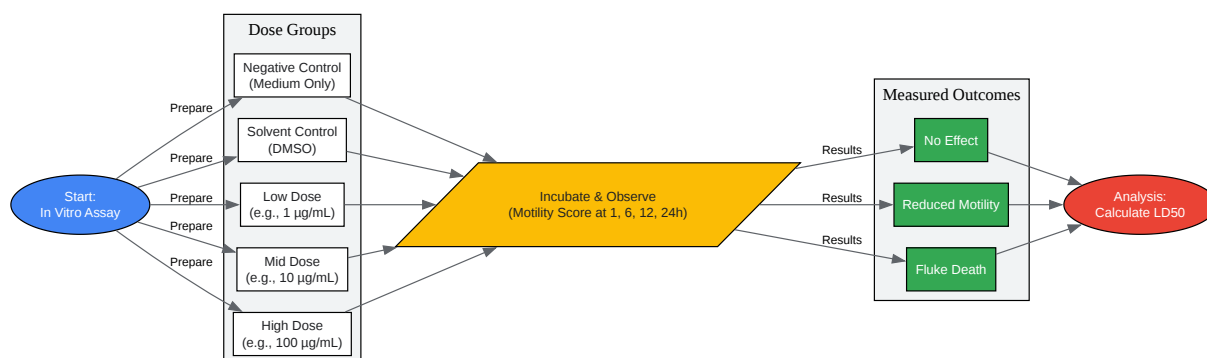 Start:
In Vitro Assay
Prepare
Prepare
Prepare
Prepare
Prepare
Dose Groups
Negative Control
(Medium Only)
Solvent Control
(DMSO)
Low Dose
(e.g., 1 µg/mL)
Mid Dose
(e.g., 10 µg/mL)
High Dose
(e.g., 100 µg/mL)
Incubate & Observe
(Motility Score at 1, 6, 12, 24h)
Results
Results
Results
Measured Outcomes
No Effect
Reduced Motility
Fluke Death
Analysis:
Calculate LD50